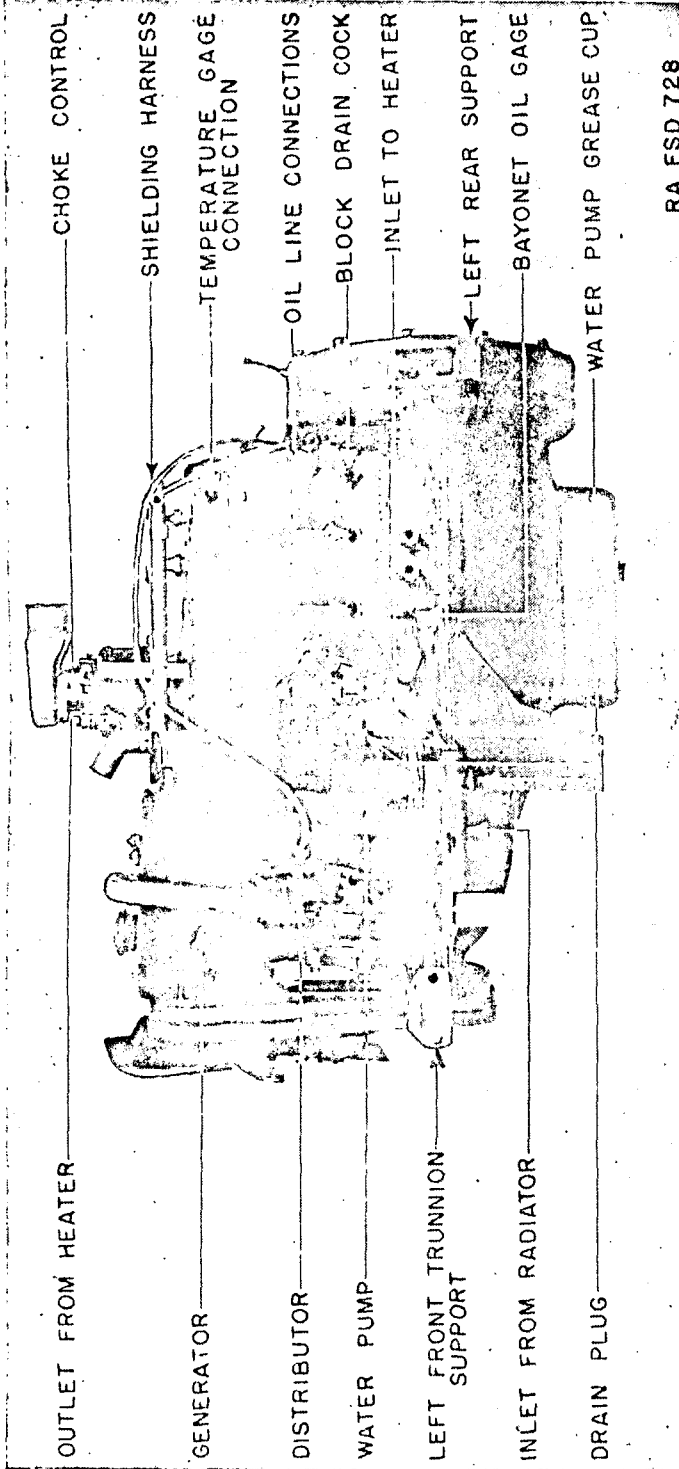 OUTLET FROM HEATER
GENERATOR
DISTRIBUTOR
WATER PUMP
LEFT FRONT TRUNNION
SUPPORT
INLET FROM RADIATOR
DRAIN PLUG
CHOKE CONTROL
SHIELDING HARNESS
TEMPERATURE GAGE
CONNECTION
OIL LINE CONNECTIONS
BLOCK DRAIN COCK
INLET TO HEATER
LEFT REAR SUPPORT
BAYONET OIL GAGE
WATER PUMP GREASE CUP
RA FSD 728